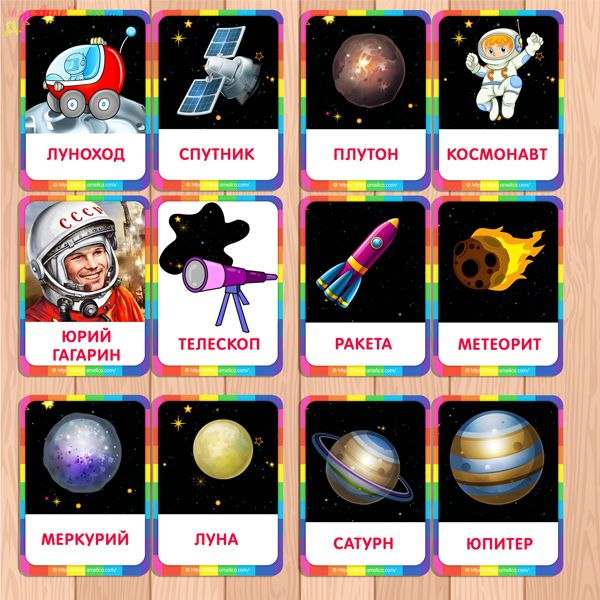 ЛУНОХОД
СПУТНИК
ПЛУТОН
КОСМОНАВТ
СССР
ЮРИЙ
ГАГАРИН
ТЕЛЕСКОП
РАКЕТА
МЕТЕОРИТ
МЕРКУРИЙ
ЛУНА
САТУРН
ЮПИТЕР